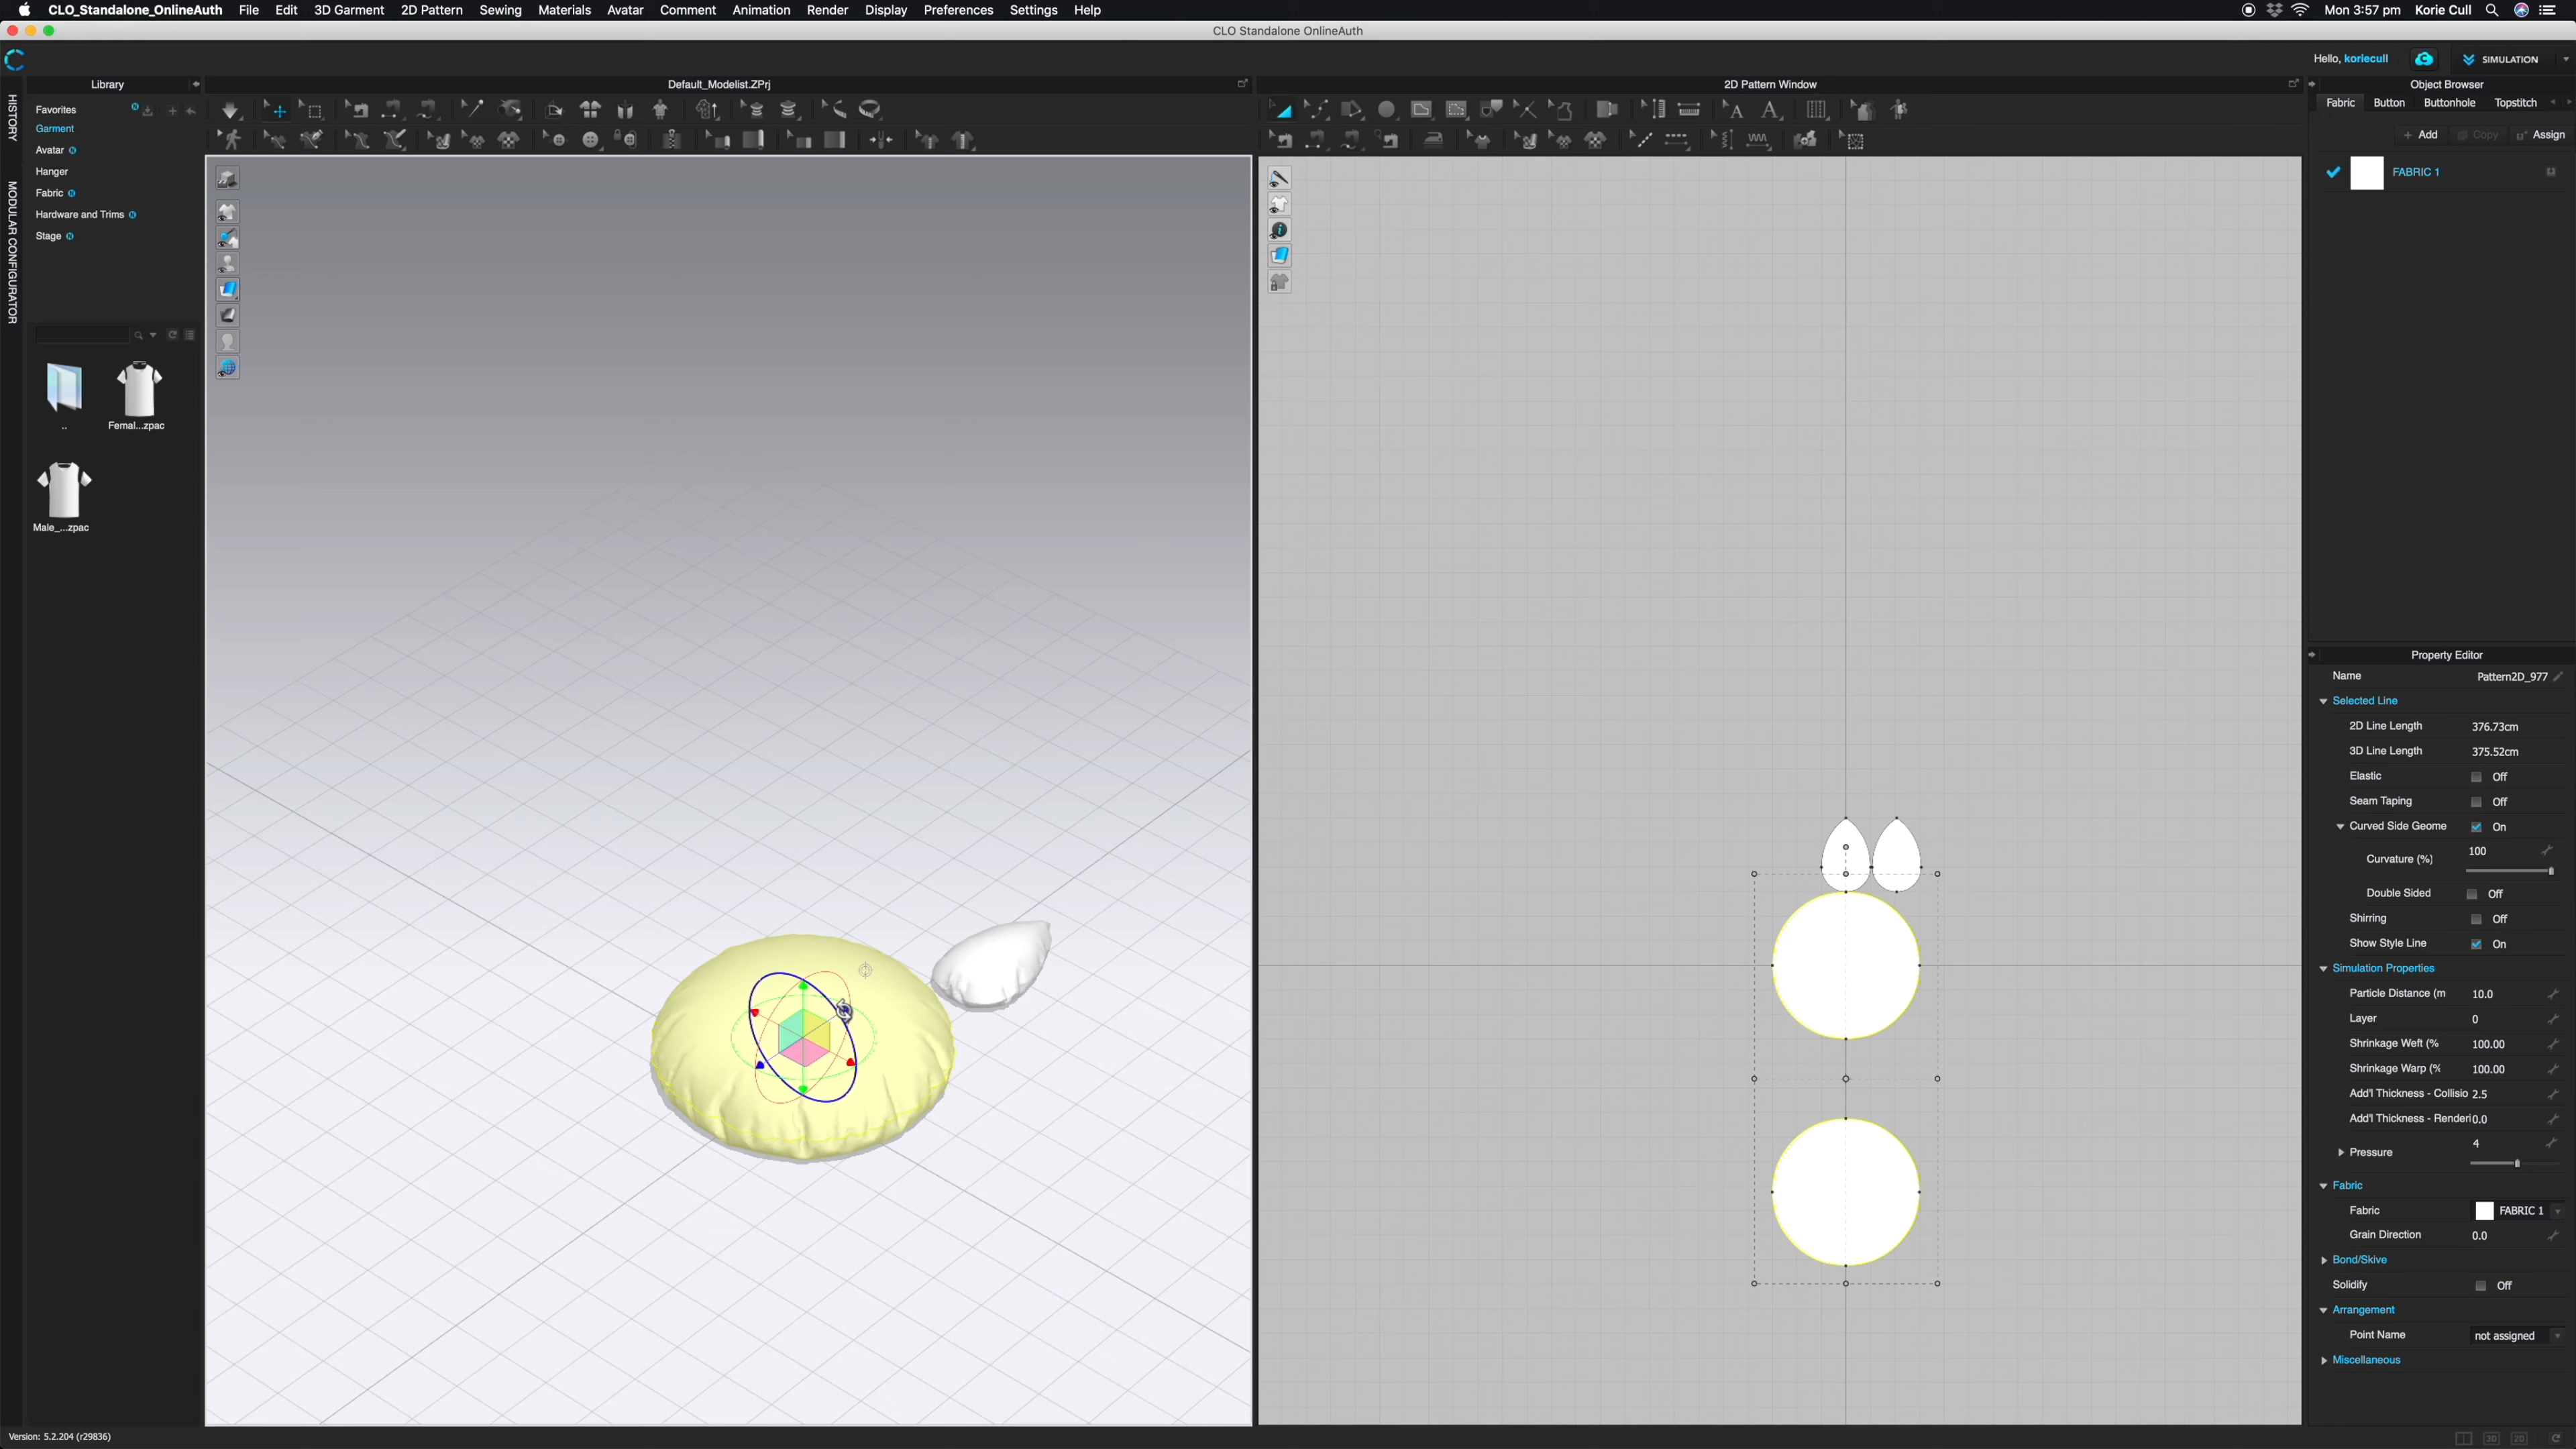 CLO_Standalone_OnlineAuth File Edit 3D Garment 2D Pattern Sewing Materials Avatar Comment Animation Render Display Preferences Settings Help Mon 3:57 pm Korie Cull
CLO Standalone OnlineAuth
Hello, koriecull SIMULATION
Library Default_Modelist.ZPrj 2D Pattern Window Object Browser
HISTORY
MODULAR CONFIGURATOR
Favorites
Garment
Avatar N
Hanger
Fabric N
Hardware and Trims N
Stage N
..
Femal...zpac
Male_...zpac
Fabric Button Buttonhole Topstitch
+ Add Copy Assign
FABRIC 1
Property Editor
Name Pattern2D_977
Selected Line
2D Line Length 376.73cm
3D Line Length 375.52cm
Elastic Off
Seam Taping Off
Curved Side Geome On
Curvature (%) 100
Double Sided Off
Shirring Off
Show Style Line On
Simulation Properties
Particle Distance (m 10.0
Layer 0
Shrinkage Weft (% 100.00
Shrinkage Warp (% 100.00
Add'l Thickness - Collisio 2.5
Add'l Thickness - Renderi 0.0
Pressure 4
Fabric
Fabric FABRIC 1
Grain Direction 0.0
Bond/Skive
Solidify Off
Arrangement
Point Name not assigned
Miscellaneous
Version: 5.2.204 (r29836)
3D 2D